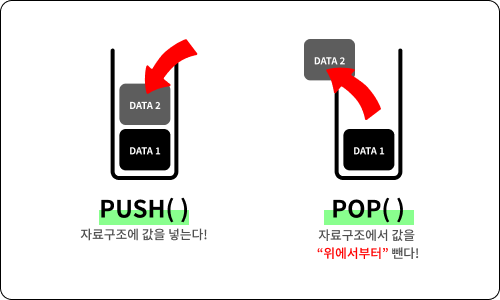 DATA 2
DATA 1
PUSH( )
자료구조에 값을 넣는다!
DATA 2
DATA 1
POP( )
자료구조에서 값을
“위에서부터” 뺀다!